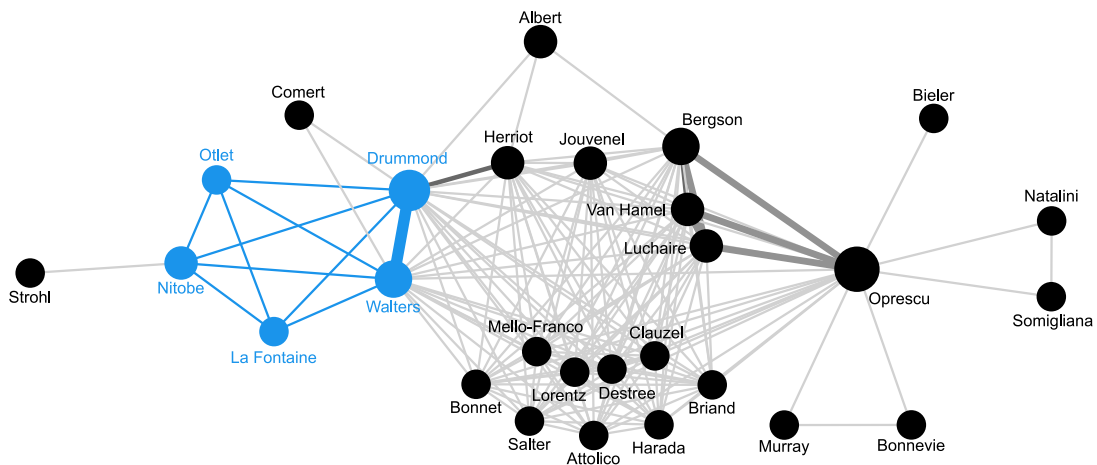 Albert
Comert
Bieler
Bergson
Herriot
Jouvenel
Drummond
Otlet
Natalini
Van Hamel
Luchaire
Strohl
Nitobe
Walters
Oprescu
Somigliana
Mello-Franco
Clauzel
La Fontaine
Lorentz
Destree
Bonnet
Briand
Salter
Attolico
Harada
Murray
Bonnevie